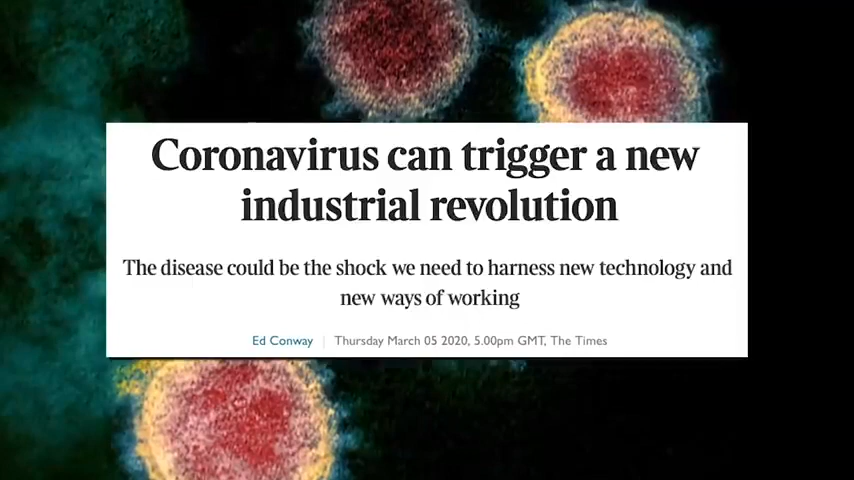 Coronavirus can trigger a new
industrial revolution
The disease could be the shock we need to harness new technology and
new ways of working
Ed Conway | Thursday March 05 2020, 5.00pm GMT, The Times